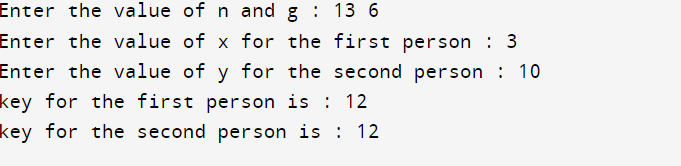 Enter the value of n and g : 13 6
Enter the value of x for the first person : 3
Enter the value of y for the second person : 10
key for the first person is : 12
key for the second person is : 12